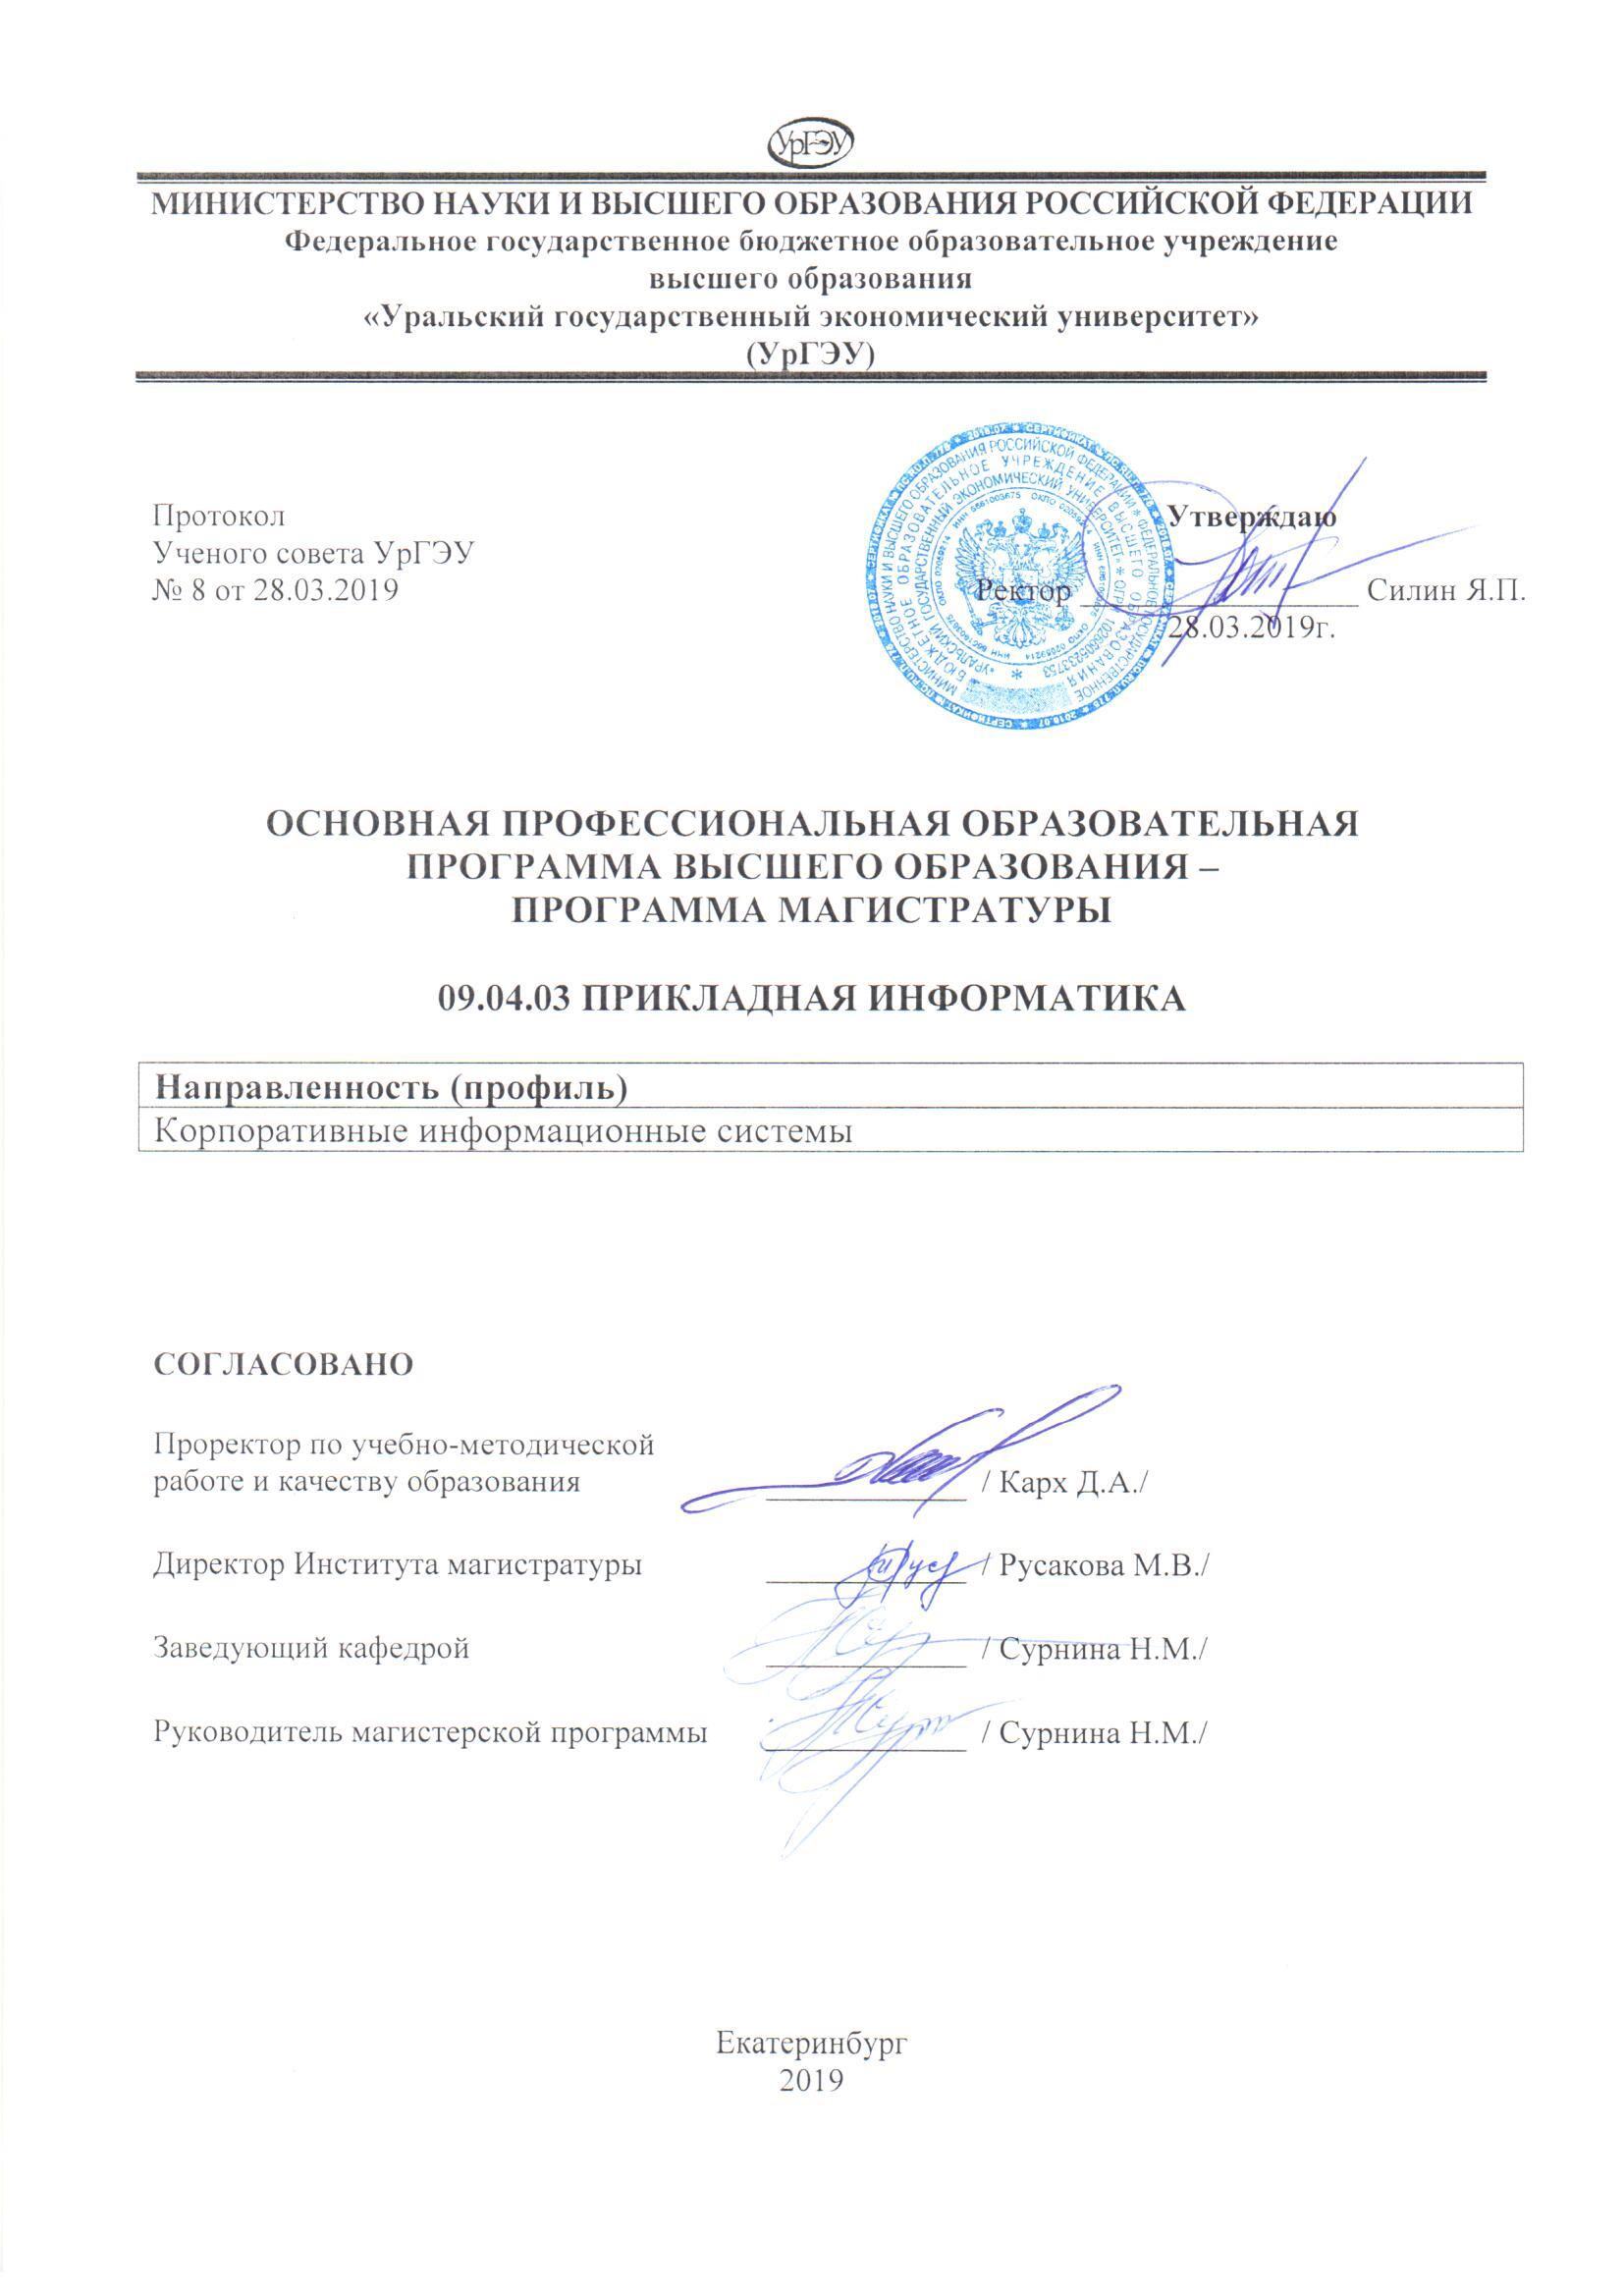 УрГЭУ
МИНИСТЕРСТВО НАУКИ И ВЫСШЕГО ОБРАЗОВАНИЯ РОССИЙСКОЙ ФЕДЕРАЦИИ
Федеральное государственное бюджетное образовательное учреждение
высшего образования
«Уральский государственный экономический университет»
(УрГЭУ)
Протокол
Ученого совета УрГЭУ
№ 8 от 28.03.2019
Утверждаю
Ректор Силин Я.П.
28.03.2019г.
ОСНОВНАЯ ПРОФЕССИОНАЛЬНАЯ ОБРАЗОВАТЕЛЬНАЯ
ПРОГРАММА ВЫСШЕГО ОБРАЗОВАНИЯ –
ПРОГРАММА МАГИСТРАТУРЫ
09.04.03 ПРИКЛАДНАЯ ИНФОРМАТИКА
Направленность (профиль)
Корпоративные информационные системы
СОГЛАСОВАНО
Проректор по учебно-методической
работе и качеству образования / Карх Д.А./
Директор Института магистратуры / Русакова М.В./
Заведующий кафедрой / Сурнина Н.М./
Руководитель магистерской программы / Сурнина Н.М./
Екатеринбург
2019